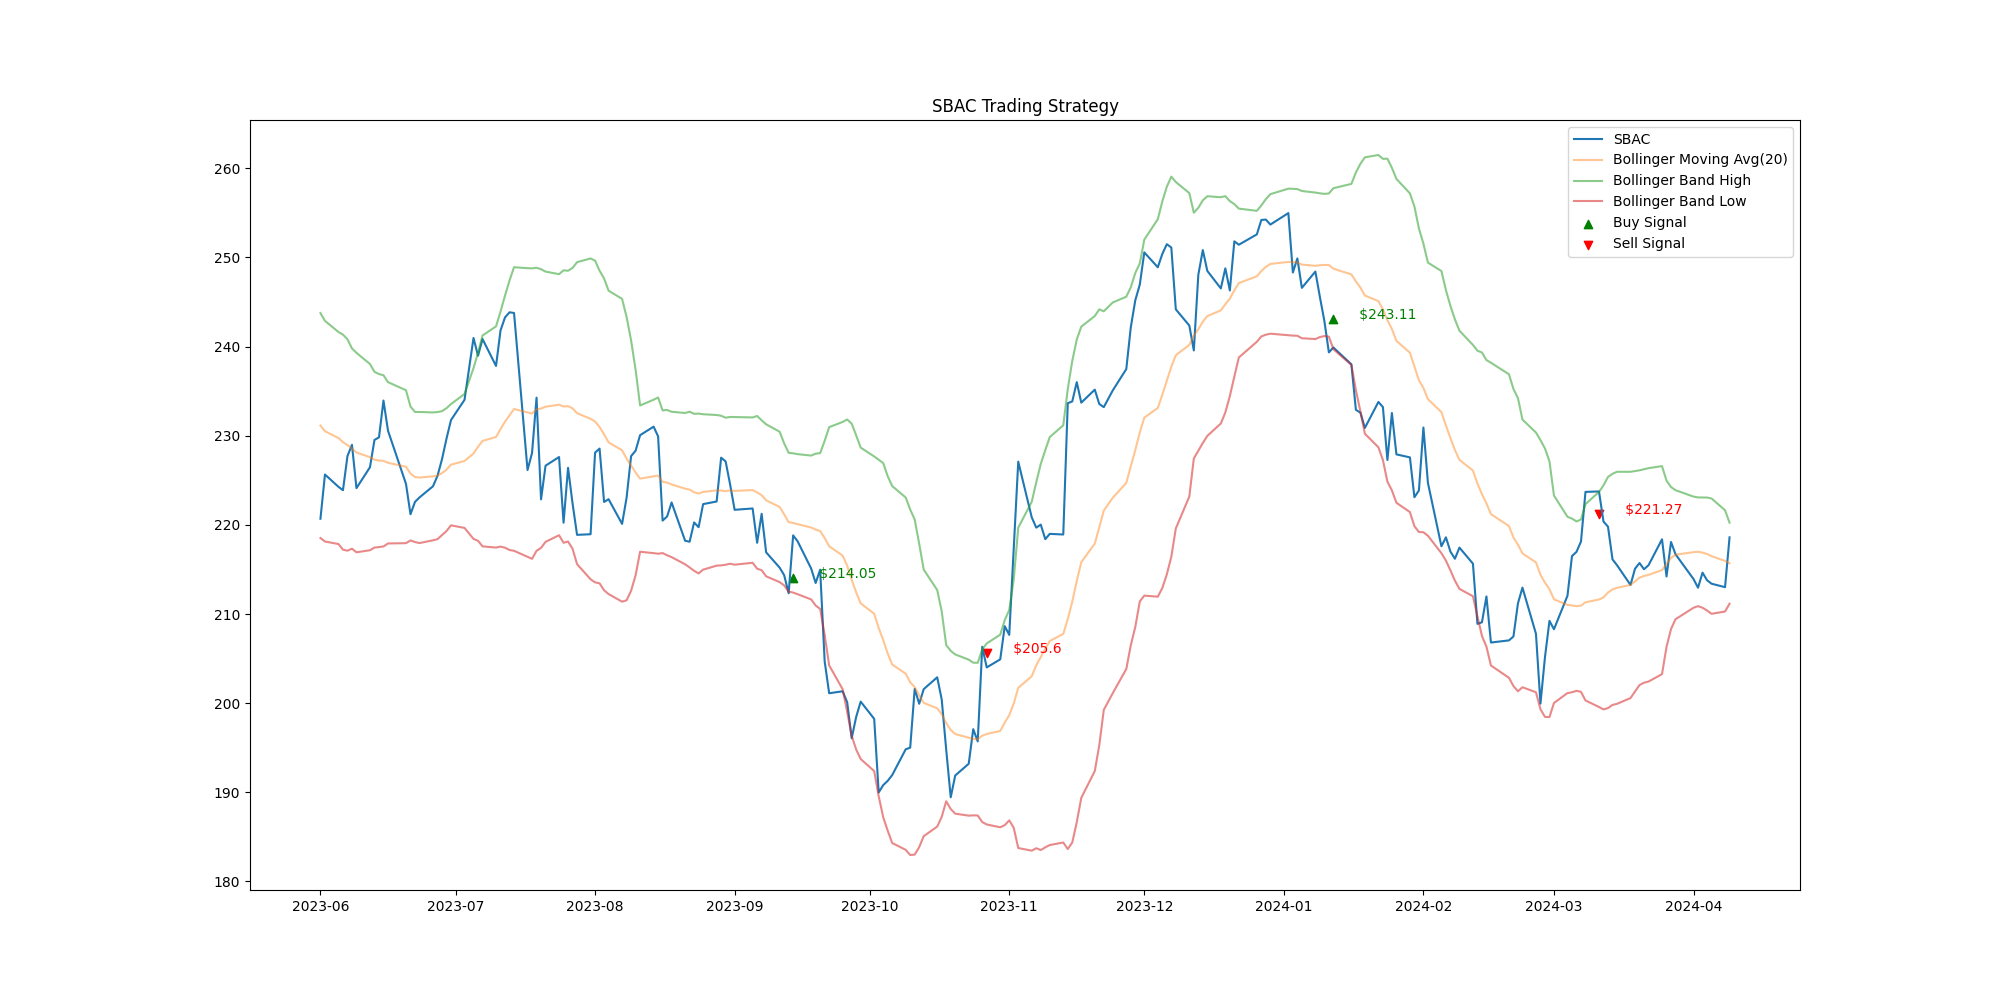 SBAC Trading Strategy
SBAC
Bollinger Moving Avg(20)
Bollinger Band High
Bollinger Band Low
Buy Signal
Sell Signal
260
250
240
230
220
210
200
190
180
$243.11
$221.27
$214.05
$205.6
2023-06 2023-07 2023-08 2023-09 2023-10 2023-11 2023-12 2024-01 2024-02 2024-03 2024-04